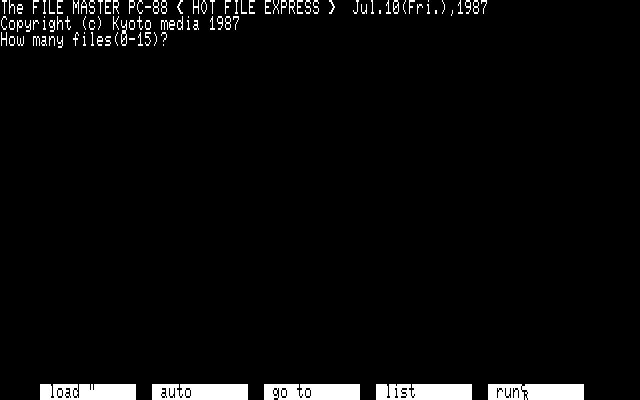 The FILE MASTER PC-88 < HOT FILE EXPRESS >  Jul.10(Fri.),1987
Copyright (c) Kyoto media 1987
How many files(0-15)?
load "  auto  go to  list  run␍